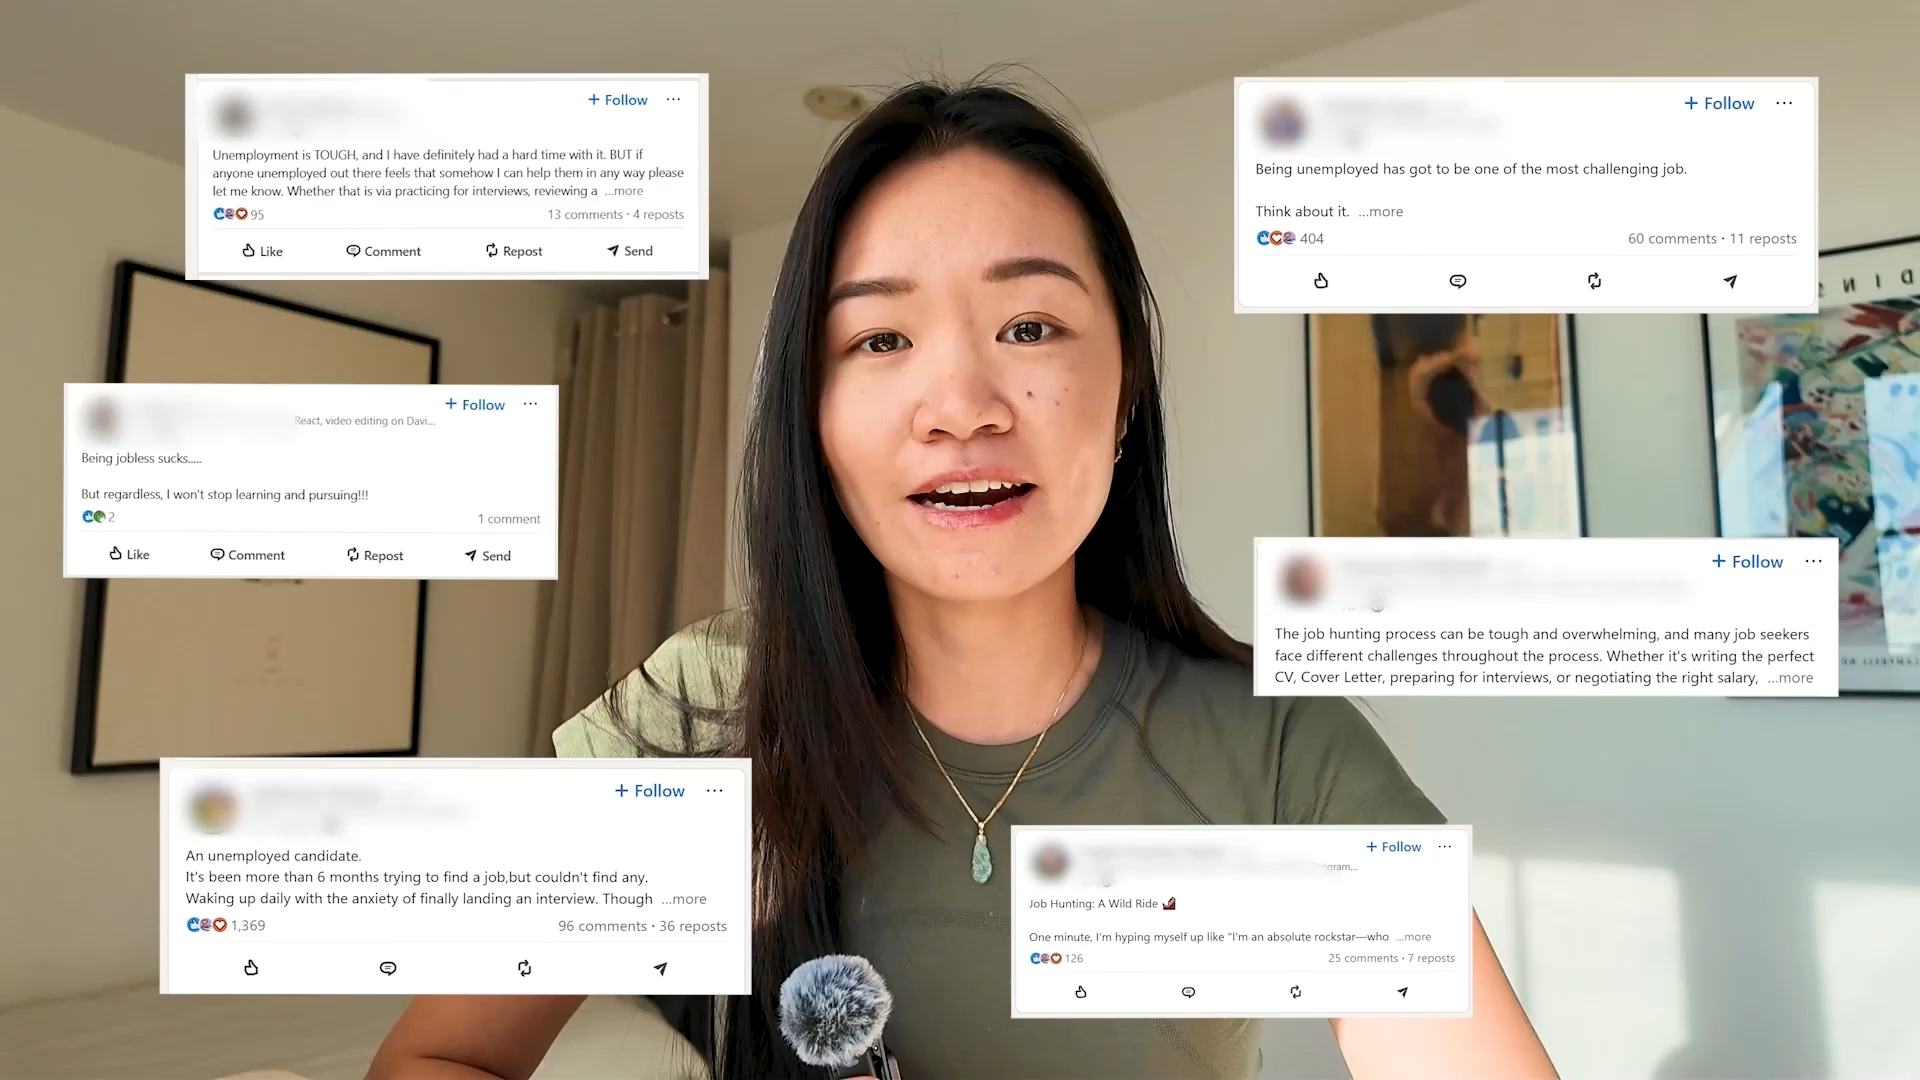 + Follow ...
Unemployment is TOUGH, and I have definitely had a hard time with it. BUT if
anyone unemployed out there feels that somehow I can help them in any way please
let me know. Whether that is via practicing for interviews, reviewing a ...more
95
13 comments · 4 reposts
Like Comment Repost Send
+ Follow ...
Being unemployed has got to be one of the most challenging job.
Think about it. ...more
404
60 comments · 11 reposts
+ Follow ...
React, video editing on Davi...
Being jobless sucks.....
But regardless, I won't stop learning and pursuing!!!
2
1 comment
Like Comment Repost Send
+ Follow ...
The job hunting process can be tough and overwhelming, and many job seekers
face different challenges throughout the process. Whether it's writing the perfect
CV, Cover Letter, preparing for interviews, or negotiating the right salary, ...more
+ Follow ...
An unemployed candidate.
It's been more than 6 months trying to find a job,but couldn't find any.
Waking up daily with the anxiety of finally landing an interview. Though ...more
1,369
96 comments · 36 reposts
+ Follow ...
gram...
Job Hunting: A Wild Ride
One minute, I'm hyping myself up like "I'm an absolute rockstar—who ...more
126
25 comments · 7 reposts